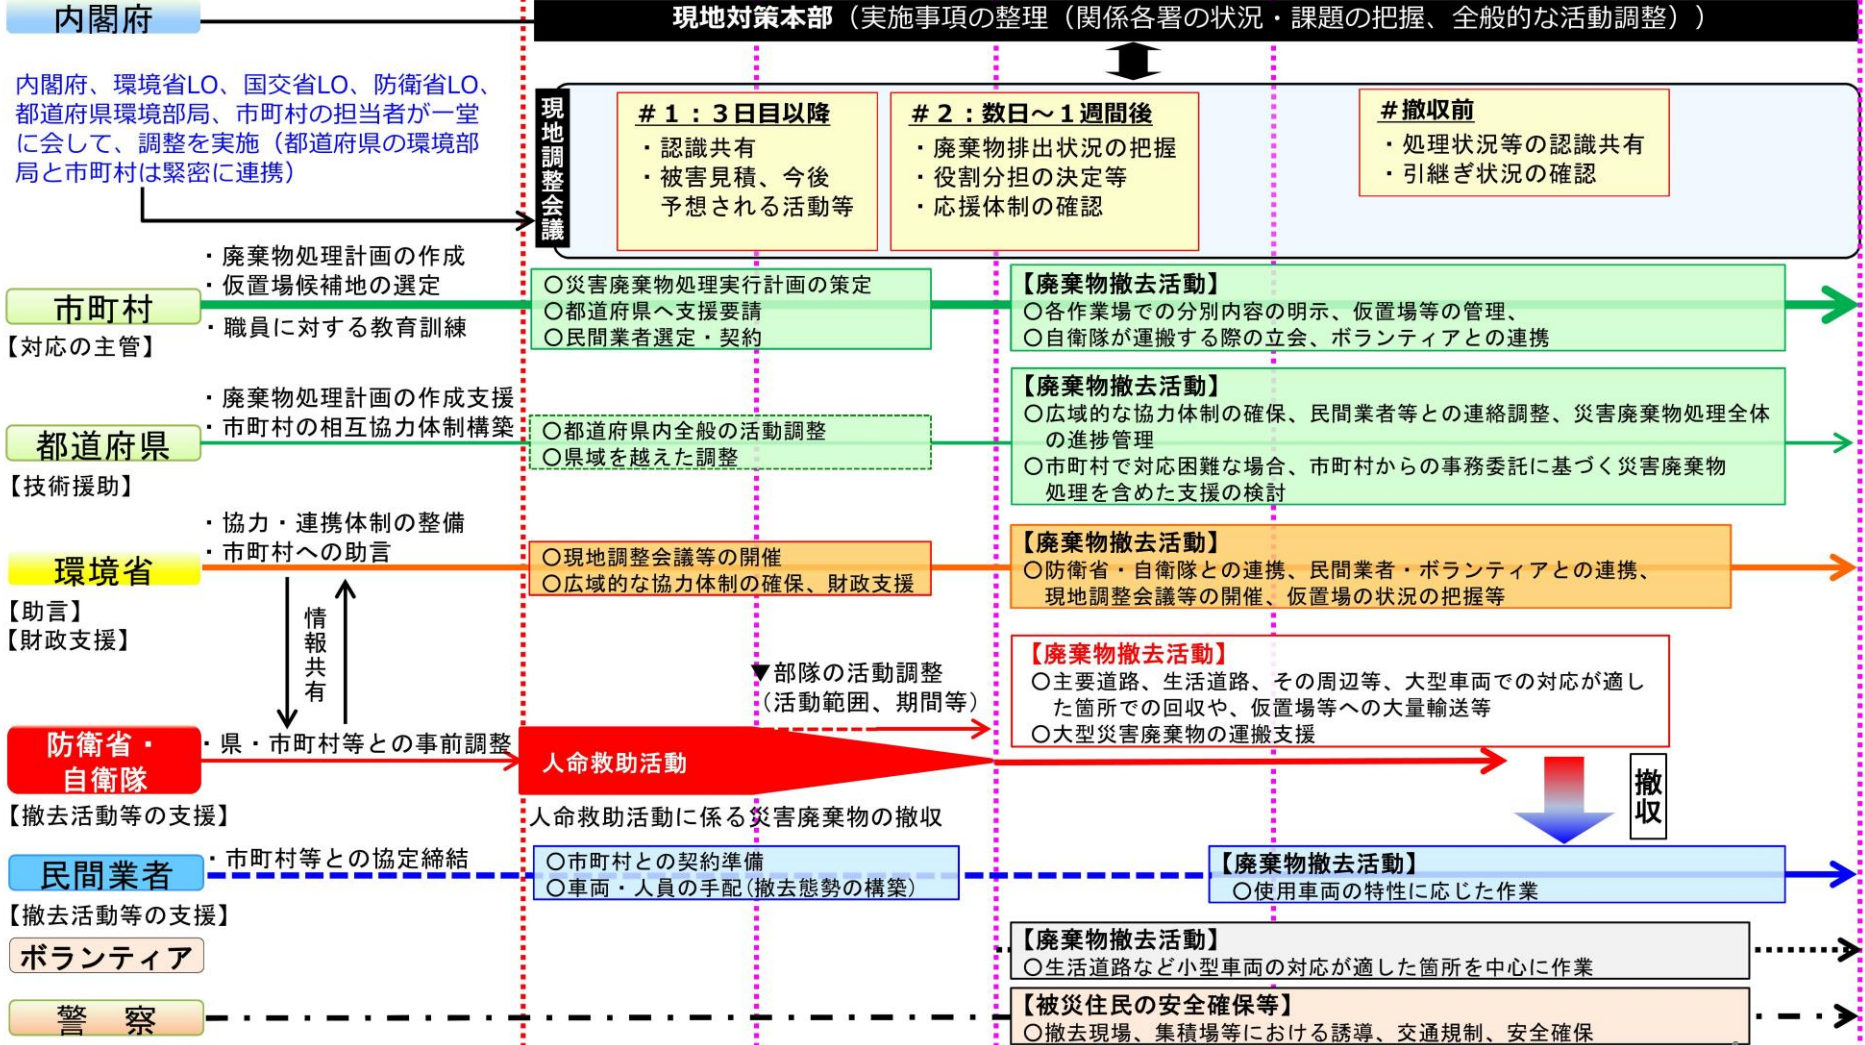 内閣府
現地対策本部（実施事項の整理（関係各署の状況・課題の把握、全般的な活動調整））
内閣府、環境省LO、国交省LO、防衛省LO、
都道府県環境部局、市町村の担当者が一堂
に会して、調整を実施（都道府県の環境部
局と市町村は緊密に連携）
現地調整会議
＃１：３日目以降
・認識共有
・被害見積、今後
予想される活動等
＃２：数日～１週間後
・廃棄物排出状況の把握
・役割分担の決定等
・応援体制の確認
＃撤収前
・処理状況等の認識共有
・引継ぎ状況の確認
市町村
【対応の主管】
・廃棄物処理計画の作成
・仮置場候補地の選定
・職員に対する教育訓練
〇災害廃棄物処理実行計画の策定
〇都道府県へ支援要請
〇民間業者選定・契約
【廃棄物撤去活動】
〇各作業場での分別内容の明示、仮置場等の管理、
〇自衛隊が運搬する際の立会、ボランティアとの連携
都道府県
【技術援助】
・廃棄物処理計画の作成支援
・市町村の相互協力体制構築
〇都道府県内全般の活動調整
〇県域を越えた調整
【廃棄物撤去活動】
〇広域的な協力体制の確保、民間業者等との連絡調整、災害廃棄物処理全体
の進捗管理
〇市町村で対応困難な場合、市町村からの事務委託に基づく災害廃棄物
処理を含めた支援の検討
環境省
【助言】
【財政支援】
・協力・連携体制の整備
・市町村への助言
〇現地調整会議等の開催
〇広域的な協力体制の確保、財政支援
【廃棄物撤去活動】
〇防衛省・自衛隊との連携、民間業者・ボランティアとの連携、
現地調整会議等の開催、仮置場の状況の把握等
情報共有
防衛省・
自衛隊
【撤去活動等の支援】
・県・市町村等との事前調整
▼部隊の活動調整
（活動範囲、期間等）
人命救助活動
人命救助活動に係る災害廃棄物の撤収
【廃棄物撤去活動】
〇主要道路、生活道路、その周辺等、大型車両での対応が適し
た箇所での回収や、仮置場等への大量輸送等
〇大型災害廃棄物の運搬支援
撤収
民間業者
【撤去活動等の支援】
・市町村等との協定締結
〇市町村との契約準備
〇車両・人員の手配(撤去態勢の構築)
【廃棄物撤去活動】
〇使用車両の特性に応じた作業
ボランティア
【廃棄物撤去活動】
〇生活道路など小型車両の対応が適した箇所を中心に作業
警　察
【被災住民の安全確保等】
〇撤去現場、集積場等における誘導、交通規制、安全確保